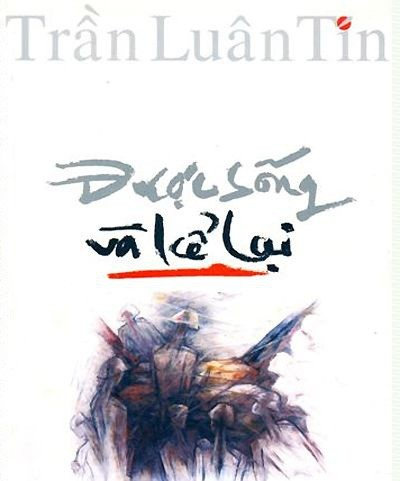 Trần Luân Tín
Được sống
và kể lại